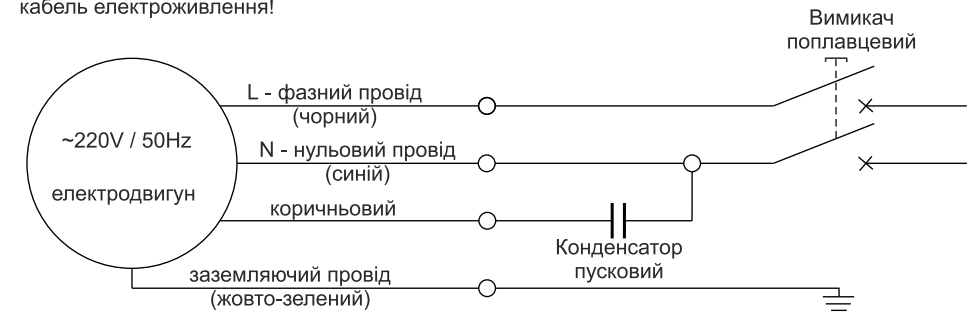 кабель електроживлення!
Вимикач
поплавцевий
L - фазний провід
(чорний)
~220V / 50Hz
N - нульовий провід
(синій)
електродвигун
коричньовий
Конденсатор
пусковий
заземляючий провід
(жовто-зелений)